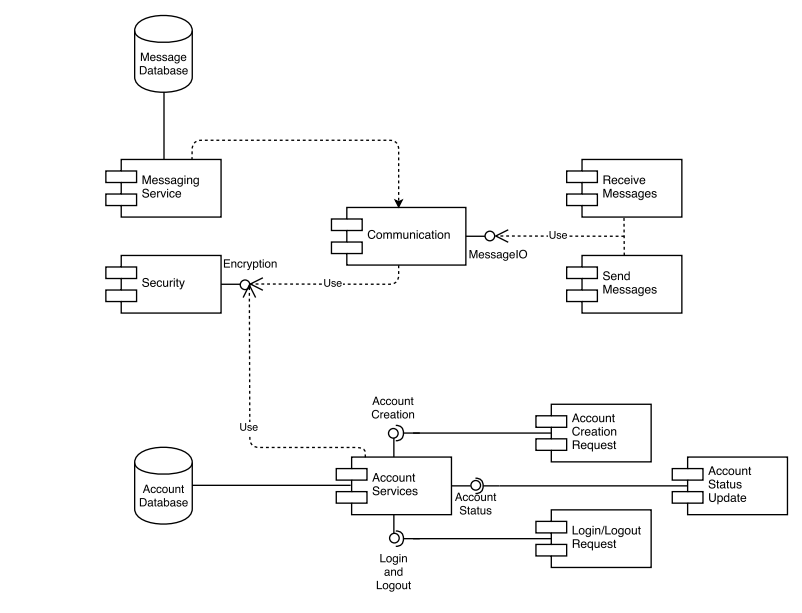 Message
Database
Messaging
Service
Receive
Messages
Communication
Use
MessageIO
Encryption
Security
Use
Send
Messages
Account
Creation
Account
Creation
Request
Use
Account
Database
Account
Services
Account
Status
Account
Status
Update
Login/Logout
Request
Login
and
Logout